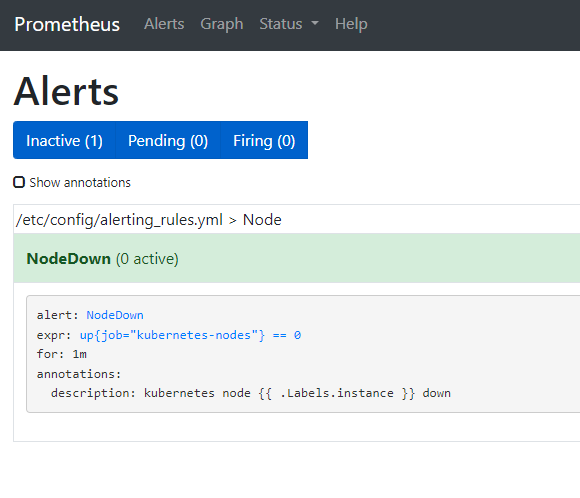 Prometheus Alerts Graph Status Help
Alerts
Inactive (1) Pending (0) Firing (0)
Show annotations
/etc/config/alerting_rules.yml > Node
NodeDown (0 active)
alert: NodeDown
expr: up{job="kubernetes-nodes"} == 0
for: 1m
annotations:
  description: kubernetes node {{ .Labels.instance }} down